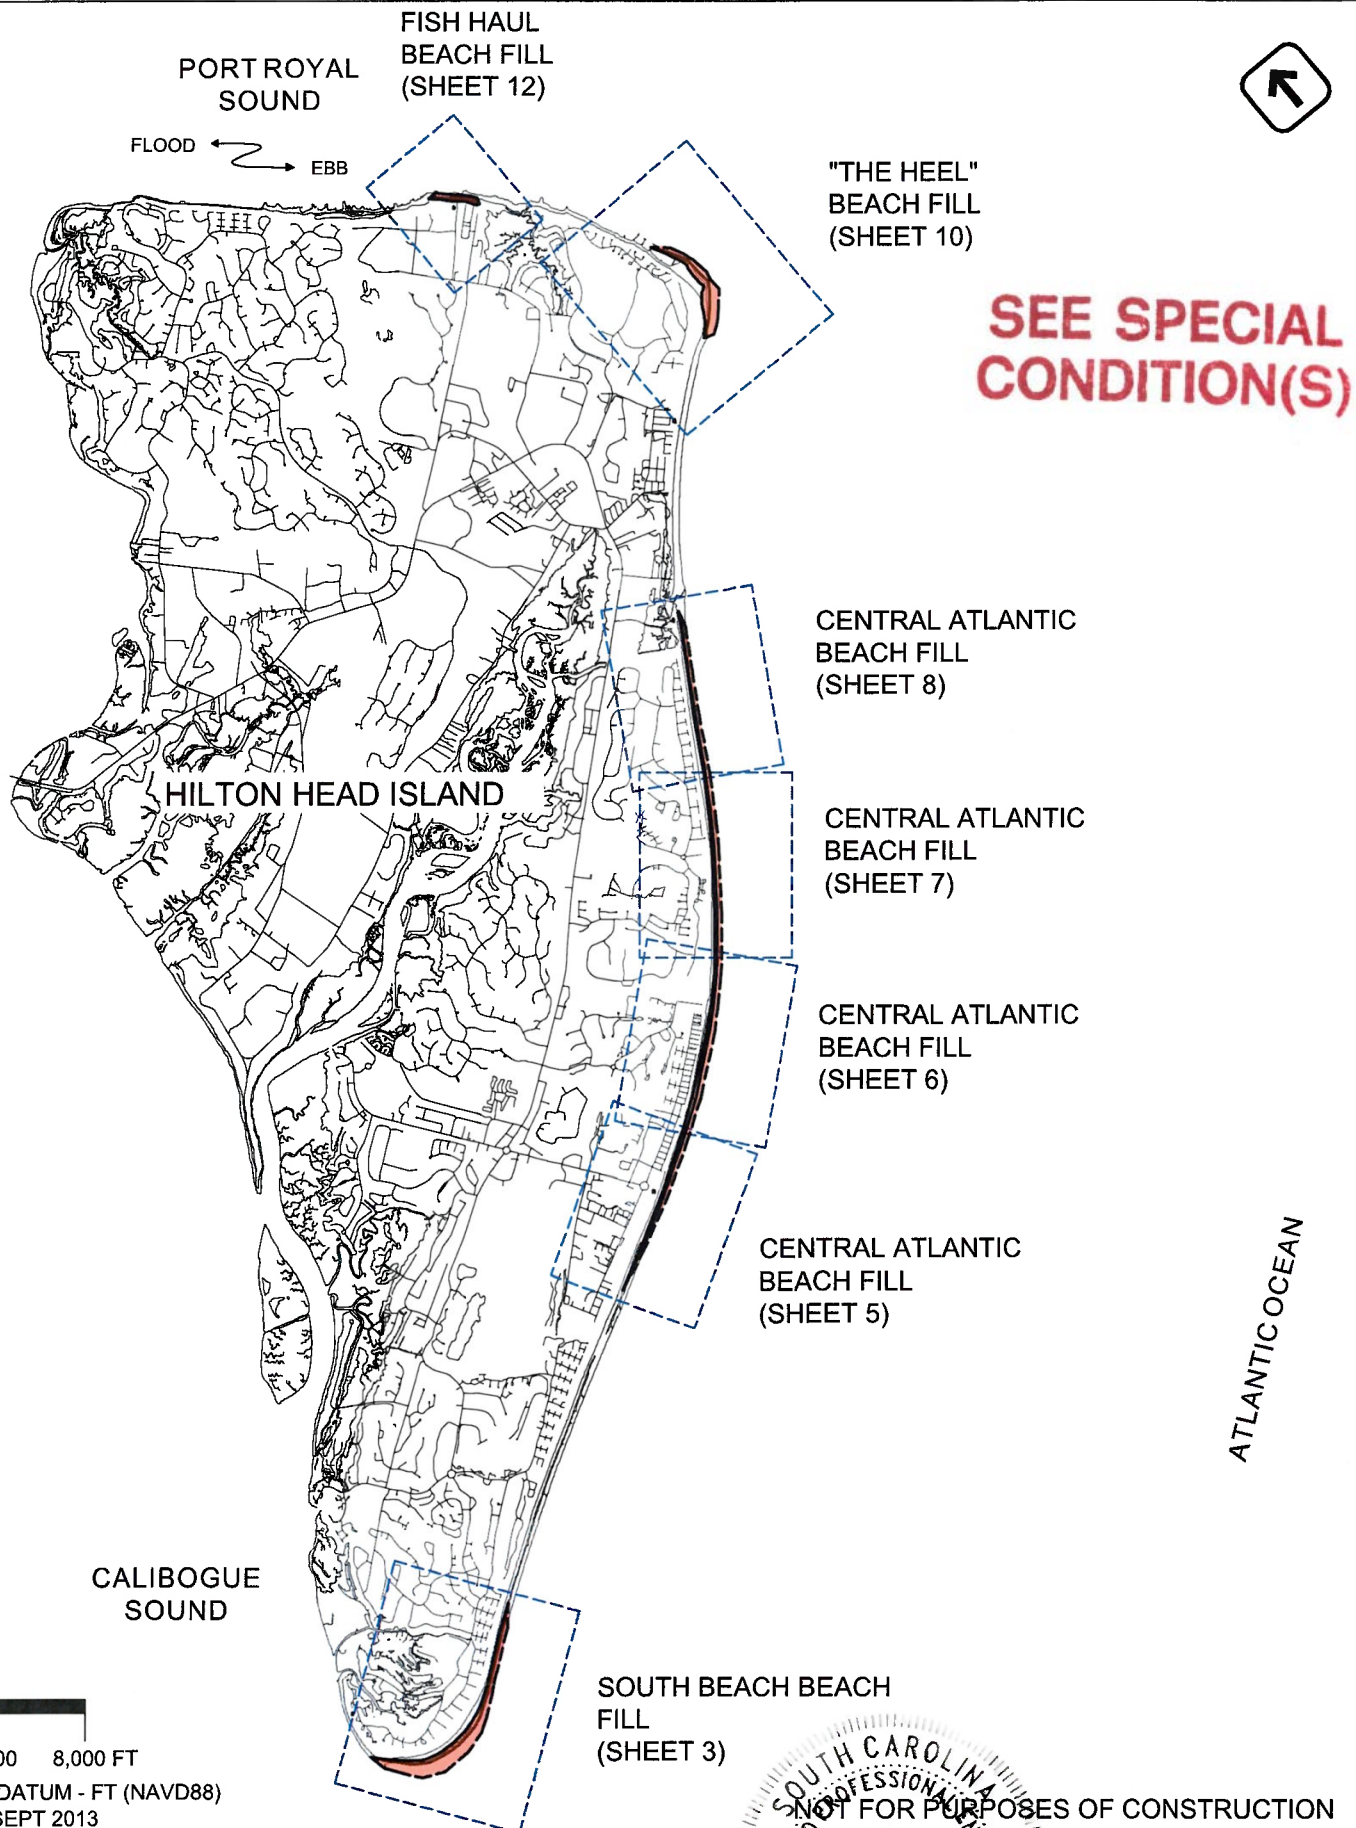 FISH HAUL
BEACH FILL
(SHEET 12)
PORT ROYAL
SOUND
FLOOD
EBB
"THE HEEL"
BEACH FILL
(SHEET 10)
SEE SPECIAL
CONDITION(S)
CENTRAL ATLANTIC
BEACH FILL
(SHEET 8)
HILTON HEAD ISLAND
CENTRAL ATLANTIC
BEACH FILL
(SHEET 7)
CENTRAL ATLANTIC
BEACH FILL
(SHEET 6)
CENTRAL ATLANTIC
BEACH FILL
(SHEET 5)
ATLANTIC OCEAN
CALIBOGUE
SOUND
SOUTH BEACH BEACH
FILL
(SHEET 3)
8,000 FT
DATUM - FT (NAVD88)
SEPT 2013
SOUTH CAROLINA
NOT FOR PURPOSES OF CONSTRUCTION